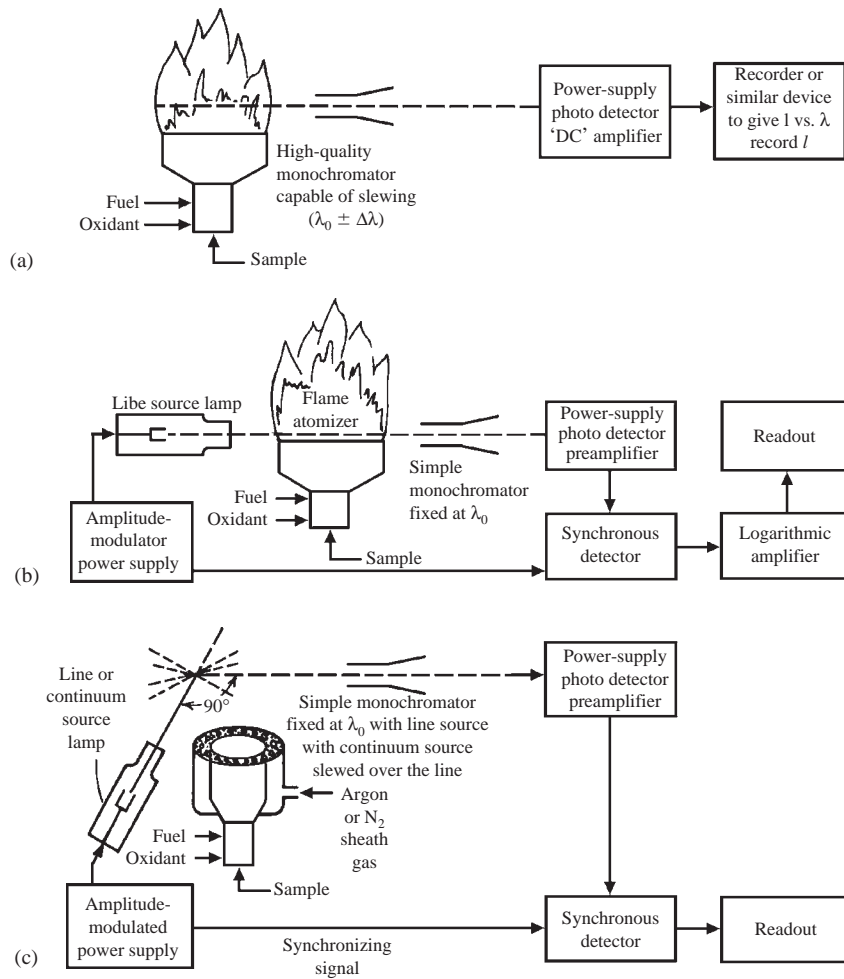 Power-supply
photo detector
‘DC’ amplifier
Recorder or
similar device
to give l vs. λ
record l
High-quality
monochromator
capable of slewing
(λ₀ ± Δλ)
Fuel
Oxidant
Sample
(a)
Libe source lamp
Flame
atomizer
Power-supply
photo detector
preamplifier
Readout
Simple
monochromator
fixed at λ₀
Fuel
Oxidant
Amplitude-
modulator
power supply
Sample
Synchronous
detector
Logarithmic
amplifier
(b)
Line or
continuum
source
lamp
90°
Simple monochromator
fixed at λ₀ with line source
with continuum source
slewed over the line
Power-supply
photo detector
preamplifier
Argon
or N₂
sheath
gas
Fuel
Oxidant
Sample
Amplitude-
modulated
power supply
Synchronizing
signal
Synchronous
detector
Readout
(c)